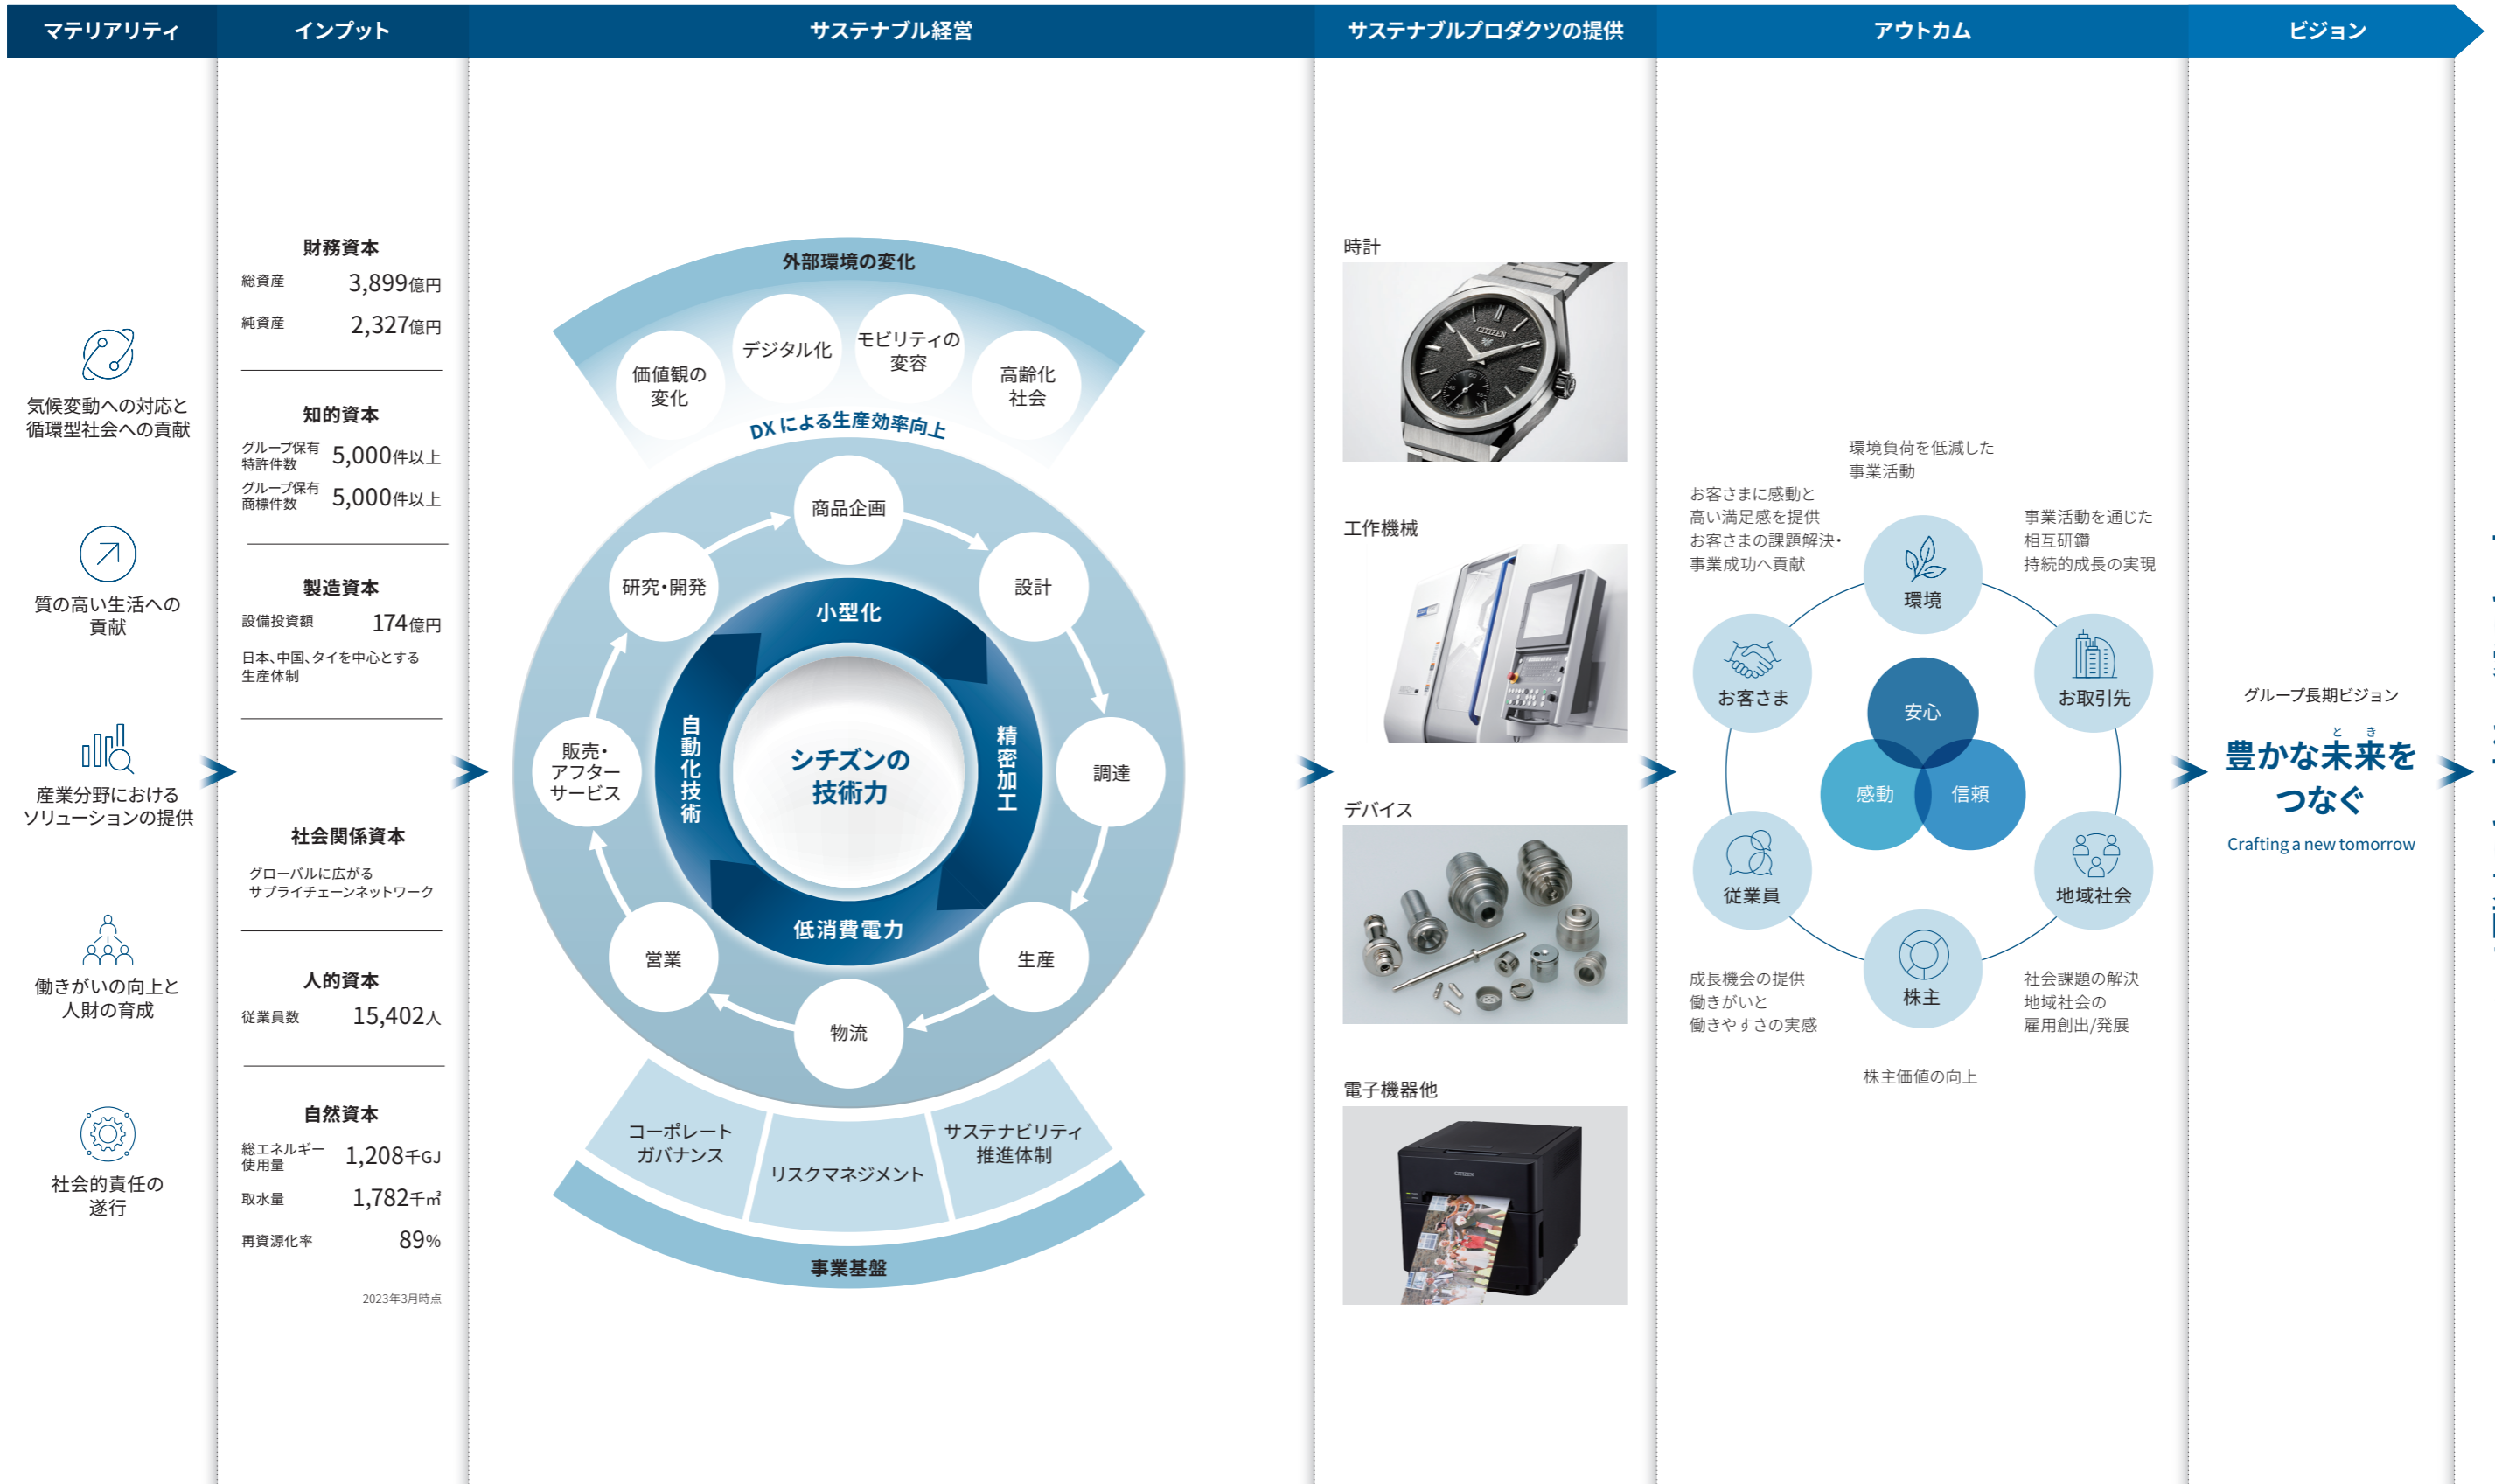 マテリアリティ
インプット
サステナブル経営
サステナブルプロダクツの提供
アウトカム
ビジョン
気候変動への対応と
循環型社会への貢献
質の高い生活への
貢献
産業分野における
ソリューションの提供
働きがいの向上と
人財の育成
社会的責任の
遂行
財務資本
総資産 3,899億円
純資産 2,327億円
知的資本
グループ保有
特許件数 5,000件以上
グループ保有
商標件数 5,000件以上
製造資本
設備投資額 174億円
日本、中国、タイを中心とする
生産体制
社会関係資本
グローバルに広がる
サプライチェーンネットワーク
人的資本
従業員数 15,402人
自然資本
総エネルギー
使用量 1,208千GJ
取水量 1,782千㎥
再資源化率 89%
2023年3月時点
外部環境の変化
価値観の
変化
デジタル化
モビリティの
変容
高齢化
社会
DXによる生産効率向上
商品企画
設計
調達
生産
物流
営業
販売・
アフター
サービス
研究・開発
小型化
精密加工
低消費電力
自動化技術
シチズンの
技術力
コーポレート
ガバナンス
リスクマネジメント
サステナビリティ
推進体制
事業基盤
時計
CITIZEN
工作機械
デバイス
電子機器他
CITIZEN
環境負荷を低減した
事業活動
お客さまに感動と
高い満足感を提供
お客さまの課題解決・
事業成功へ貢献
事業活動を通じた
相互研鑽
持続的成長の実現
環境
お客さま
お取引先
安心
感動
信頼
従業員
地域社会
株主
成長機会の提供
働きがいと
働きやすさの実感
社会課題の解決
地域社会の
雇用創出/発展
株主価値の向上
グループ長期ビジョン
とき
豊かな未来を
つなぐ
Crafting a new tomorrow